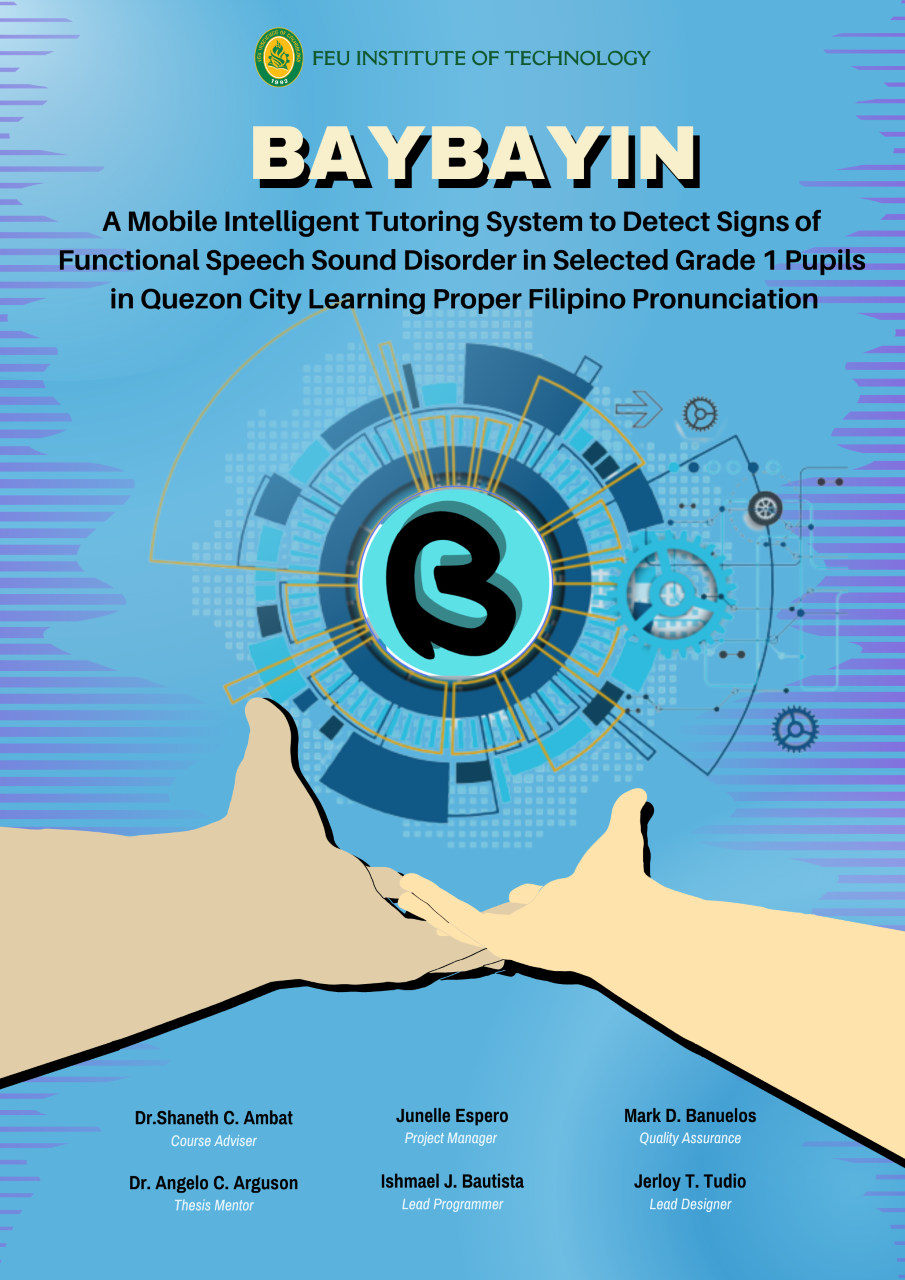 FEU INSTITUTE OF TECHNOLOGY
1992
BAYBAYIN
A Mobile Intelligent Tutoring System to Detect Signs of
Functional Speech Sound Disorder in Selected Grade 1 Pupils
in Quezon City Learning Proper Filipino Pronunciation
Dr.Shaneth C. Ambat
Course Adviser
Junelle Espero
Project Manager
Mark D. Banuelos
Quality Assurance
Dr. Angelo C. Arguson
Thesis Mentor
Ishmael J. Bautista
Lead Programmer
Jerloy T. Tudio
Lead Designer